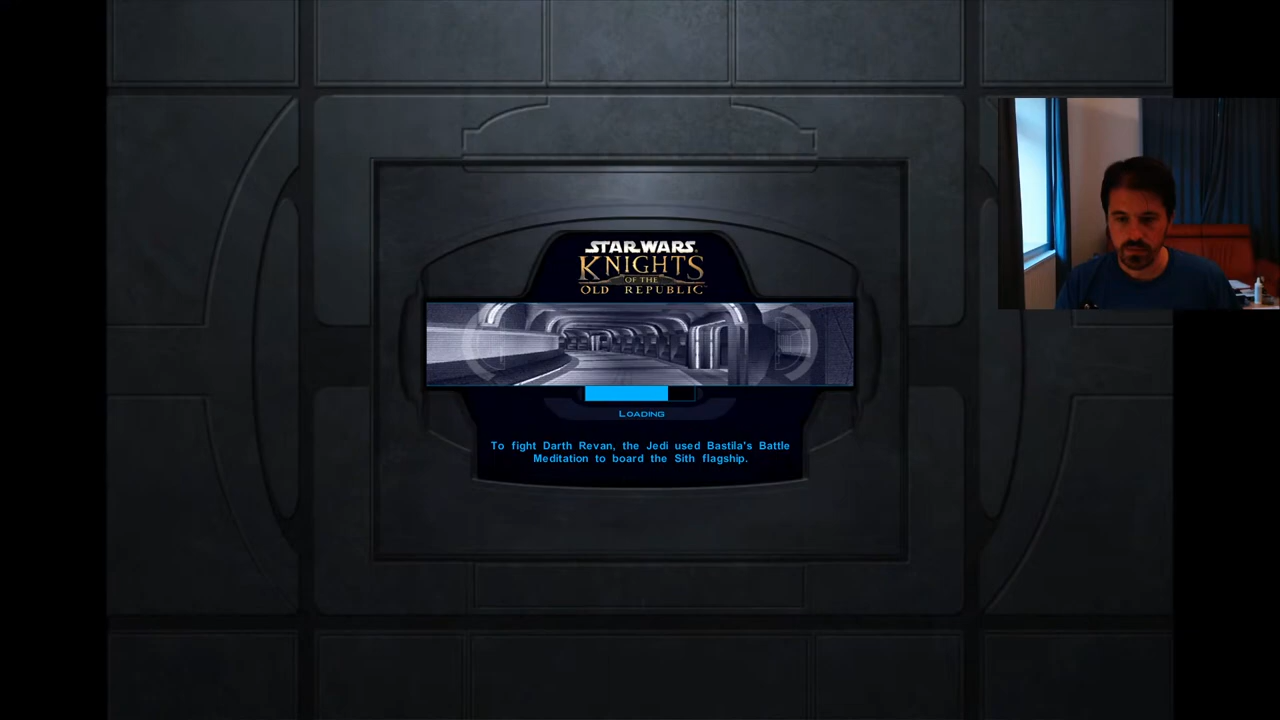 STAR WARS
KNIGHTS
OF THE
OLD REPUBLIC
LOADING
To fight Darth Revan, the Jedi used Bastila's Battle
Meditation to board the Sith flagship.